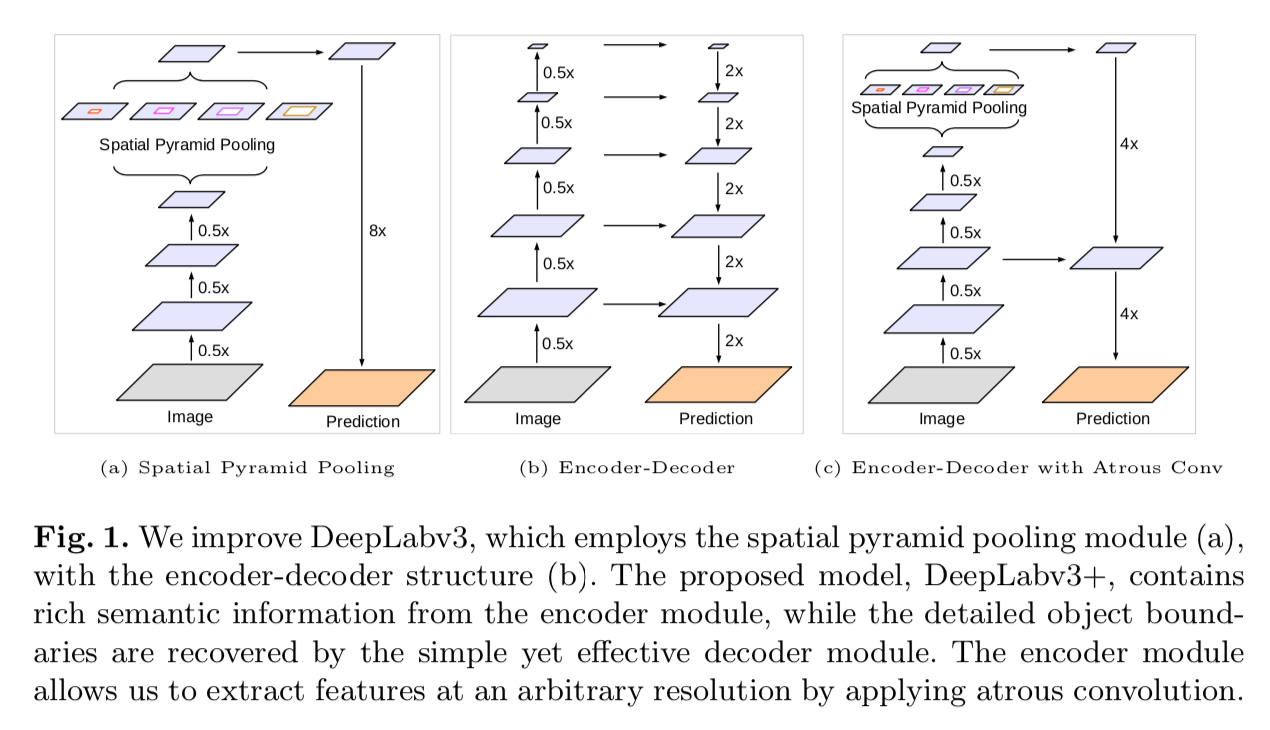 Spatial Pyramid Pooling
0.5x
0.5x
0.5x
8x
Image
Prediction
(a) Spatial Pyramid Pooling
0.5x
0.5x
0.5x
0.5x
0.5x
2x
2x
2x
2x
2x
Image
Prediction
(b) Encoder-Decoder
Spatial Pyramid Pooling
0.5x
0.5x
0.5x
0.5x
4x
4x
Image
Prediction
(c) Encoder-Decoder with Atrous Conv
Fig. 1. We improve DeepLabv3, which employs the spatial pyramid pooling module (a),
with the encoder-decoder structure (b). The proposed model, DeepLabv3+, contains
rich semantic information from the encoder module, while the detailed object bound-
aries are recovered by the simple yet effective decoder module. The encoder module
allows us to extract features at an arbitrary resolution by applying atrous convolution.